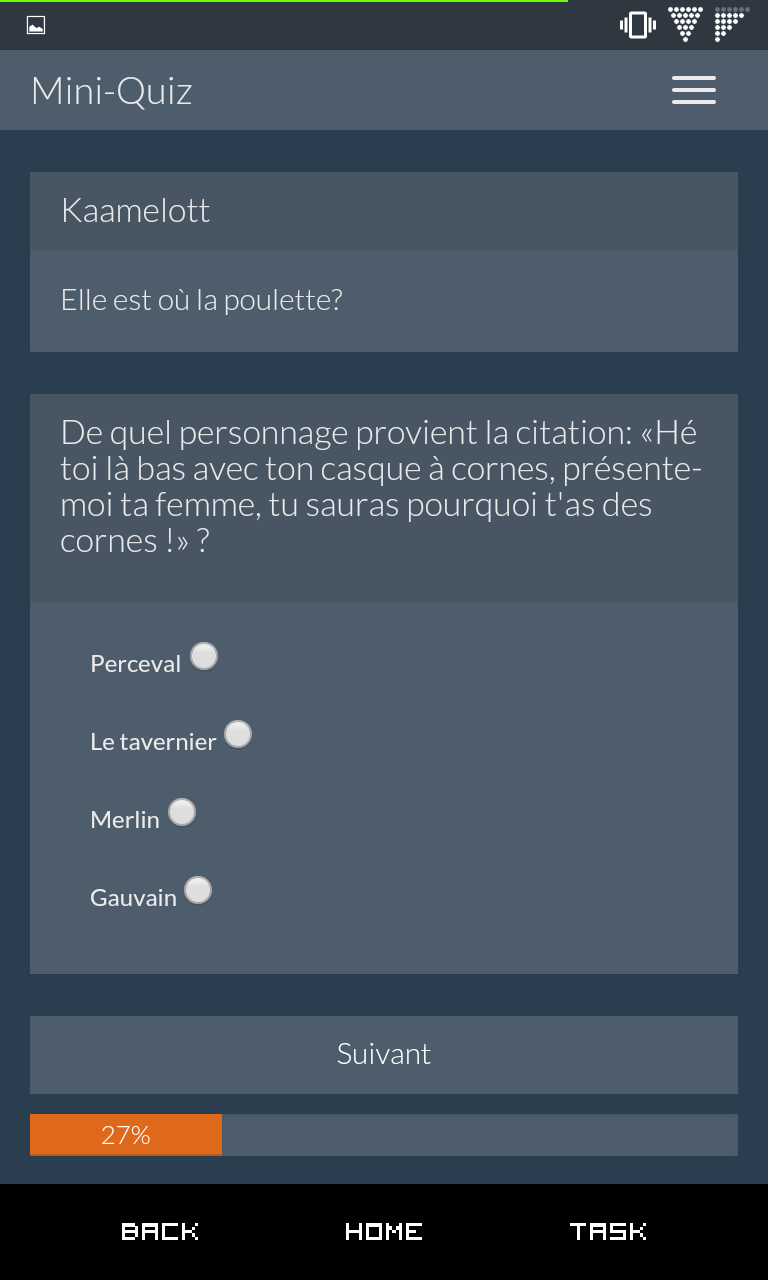 Mini-Quiz
Kaamelott
Elle est où la poulette?
De quel personnage provient la citation: «Hé
toi là bas avec ton casque à cornes, présente-
moi ta femme, tu sauras pourquoi t'as des
cornes !» ?
Perceval
Le tavernier
Merlin
Gauvain
Suivant
27%
BACK HOME TASK